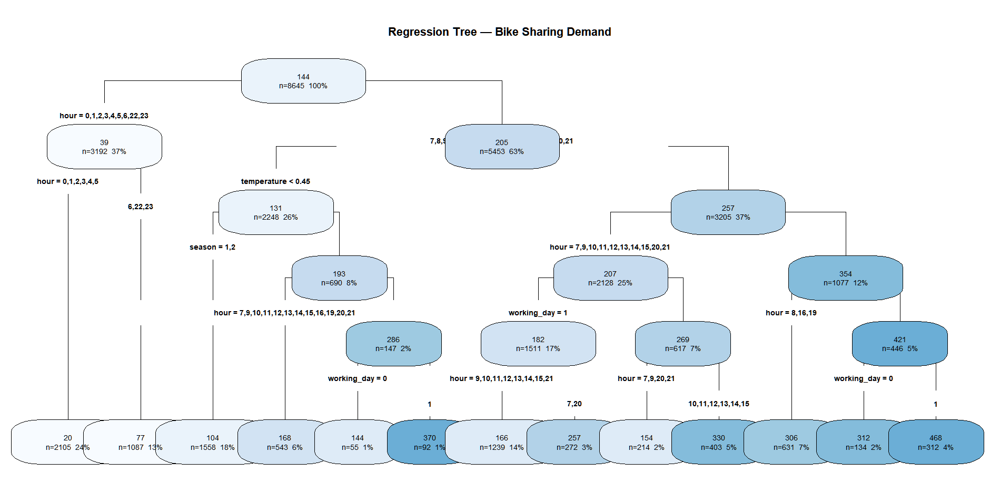 Regression Tree — Bike Sharing Demand
144
n=8645 100%
hour = 0,1,2,3,4,5,6,22,23
39
n=3192 37%
7,8,9
0,21
205
n=5453 63%
hour = 0,1,2,3,4,5
temperature < 0.45
6,22,23
131
n=2248 26%
257
n=3205 37%
season = 1,2
hour = 7,9,10,11,12,13,14,15,20,21
193
n=690 8%
207
n=2128 25%
354
n=1077 12%
hour = 7,9,10,11,12,13,14,15,16,19,20,21
working_day = 1
hour = 8,16,19
286
n=147 2%
182
n=1511 17%
269
n=617 7%
421
n=446 5%
working_day = 0
hour = 9,10,11,12,13,14,15,21
hour = 7,9,20,21
working_day = 0
1
7,20
10,11,12,13,14,15
1
20
n=2105 24%
77
n=1087 13%
104
n=1558 18%
168
n=543 6%
144
n=55 1%
370
n=92 1%
166
n=1239 14%
257
n=272 3%
154
n=214 2%
330
n=403 5%
306
n=631 7%
312
n=134 2%
468
n=312 4%